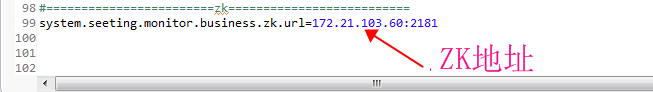 98 #========================zk==========================
99 system.seeting.monitor.business.zk.url=172.21.103.60:2181
100
101
102
ZK地址